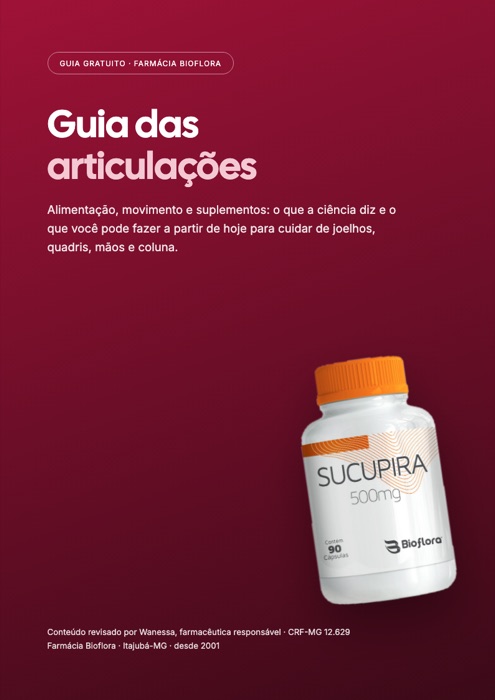 GUIA GRATUITO · FARMÁCIA BIOFLORA
Guia das
articulações
Alimentação, movimento e suplementos: o que a ciência diz e o
que você pode fazer a partir de hoje para cuidar de joelhos,
quadris, mãos e coluna.
SUCUPIRA
500mg
Contém
90
Cápsulas
Bioflora
Conteúdo revisado por Wanessa, farmacêutica responsável · CRF-MG 12.629
Farmácia Bioflora · Itajubá-MG · desde 2001